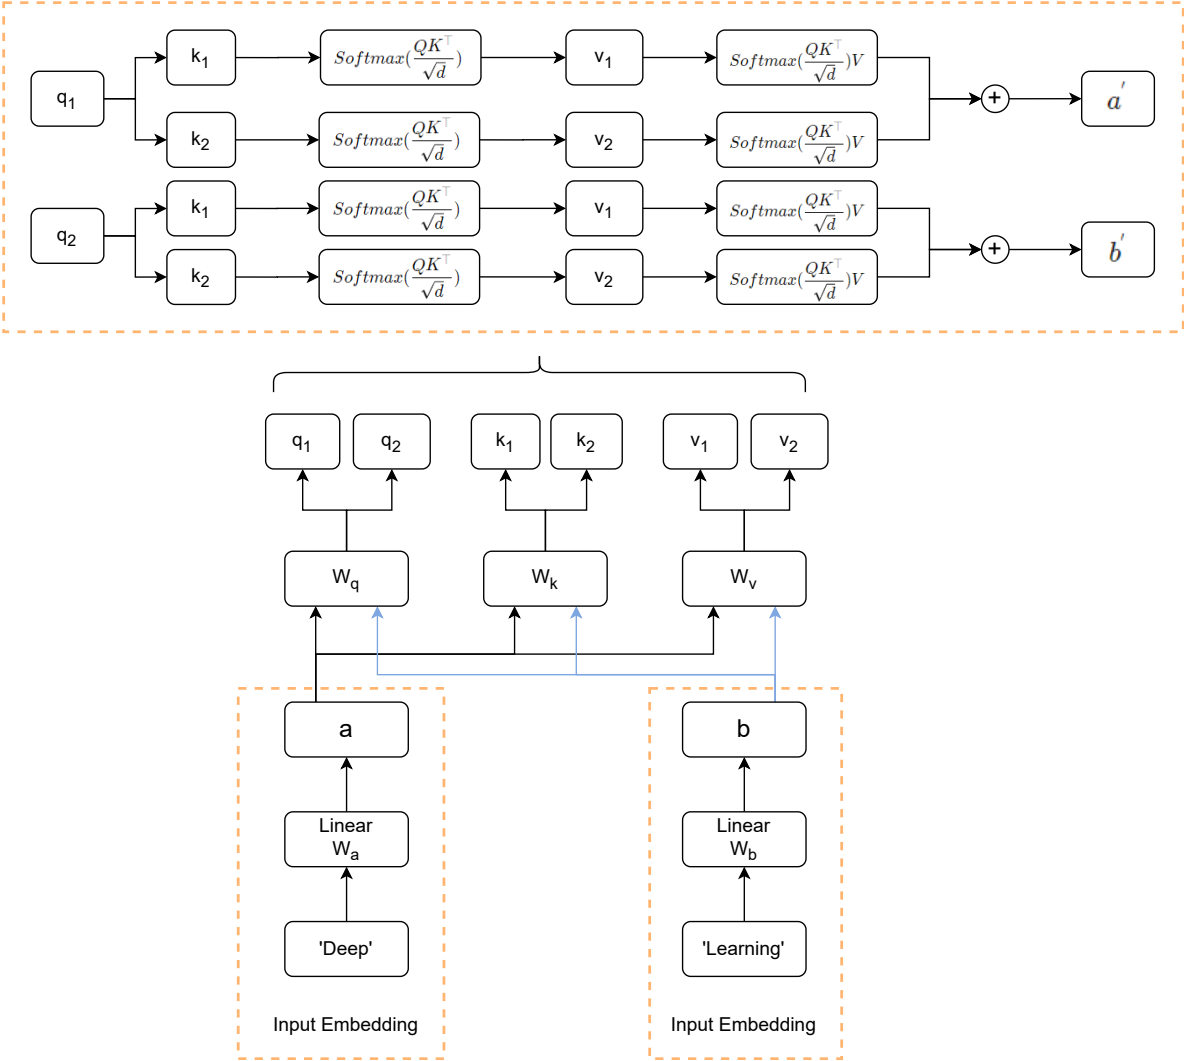 q1
k1
Softmax(QK⊤/√d)
v1
Softmax(QK⊤/√d)V
k2
Softmax(QK⊤/√d)
v2
Softmax(QK⊤/√d)V
+
a′
q2
k1
Softmax(QK⊤/√d)
v1
Softmax(QK⊤/√d)V
k2
Softmax(QK⊤/√d)
v2
Softmax(QK⊤/√d)V
+
b′
q1
q2
k1
k2
v1
v2
Wq
Wk
Wv
a
b
Linear
Wa
Linear
Wb
'Deep'
'Learning'
Input Embedding
Input Embedding